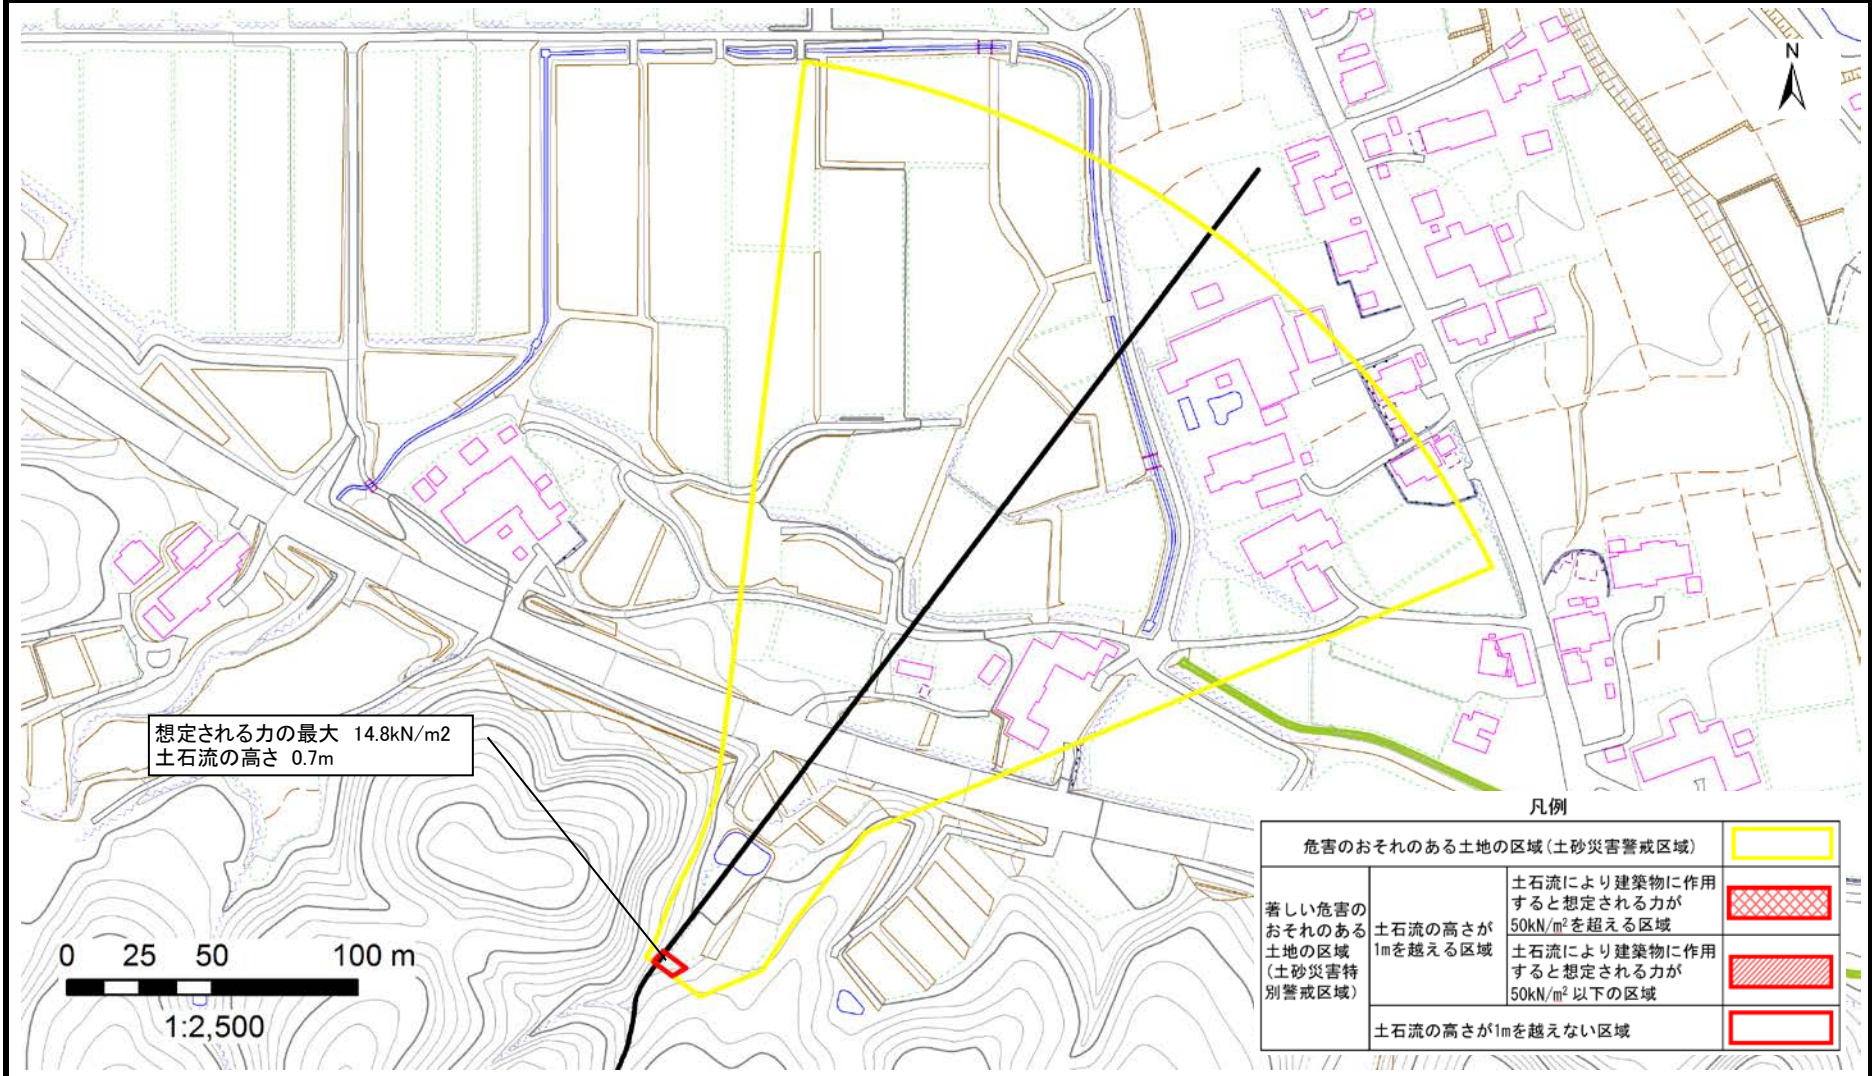 N
想定される力の最大 14.8kN/m2
土石流の高さ 0.7m
0 25 50 100 m
1:2,500
凡例
危害のおそれのある土地の区域(土砂災害警戒区域)
著しい危害の
おそれのある
土地の区域
(土砂災害特
別警戒区域)
土石流の高さが
1mを越える区域
土石流により建築物に作用
すると想定される力が
50kN/m²を超える区域
土石流により建築物に作用
すると想定される力が
50kN/m² 以下の区域
土石流の高さが1mを越えない区域